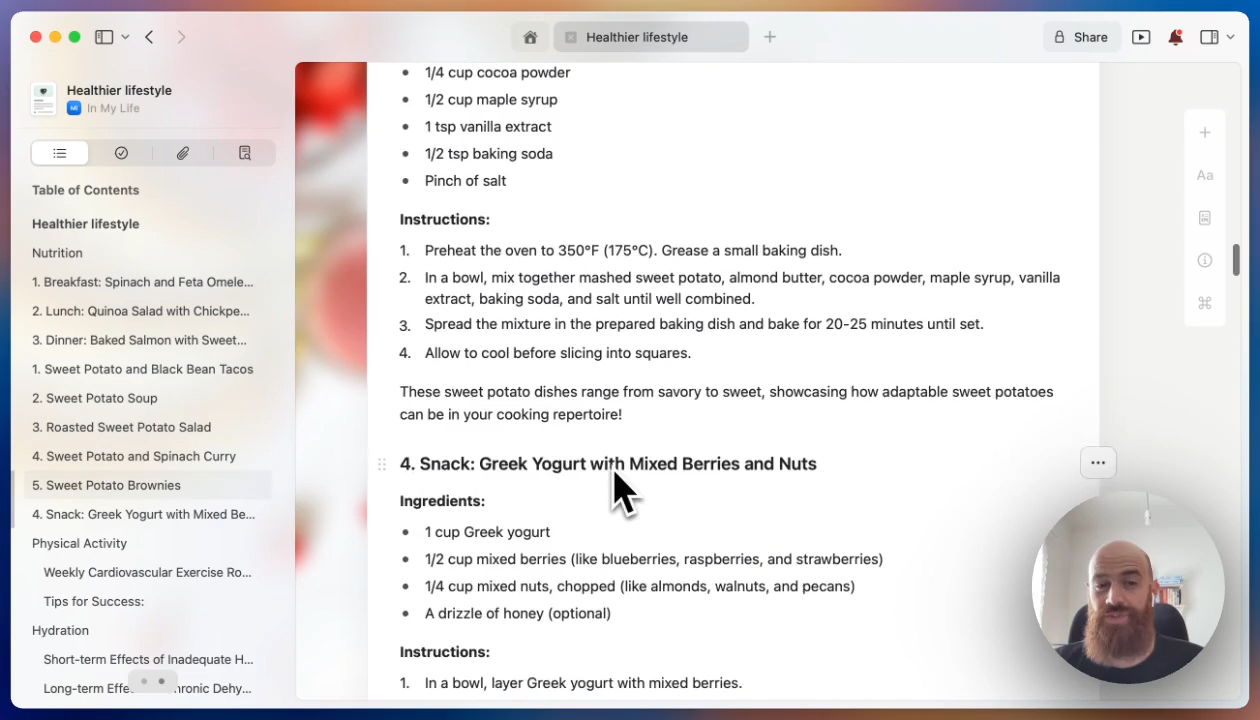 Healthier lifestyle
Share
Healthier lifestyle
In My Life
Table of Contents
Healthier lifestyle
Nutrition
1. Breakfast: Spinach and Feta Omele...
2. Lunch: Quinoa Salad with Chickpe...
3. Dinner: Baked Salmon with Sweet...
1. Sweet Potato and Black Bean Tacos
2. Sweet Potato Soup
3. Roasted Sweet Potato Salad
4. Sweet Potato and Spinach Curry
5. Sweet Potato Brownies
4. Snack: Greek Yogurt with Mixed Be...
Physical Activity
Weekly Cardiovascular Exercise Ro...
Tips for Success:
Hydration
Short-term Effects of Inadequate H...
Long-term Dehy...
1/4 cup cocoa powder
1/2 cup maple syrup
1 tsp vanilla extract
1/2 tsp baking soda
Pinch of salt
Instructions:
1. Preheat the oven to 350°F (175°C). Grease a small baking dish.
2. In a bowl, mix together mashed sweet potato, almond butter, cocoa powder, maple syrup, vanilla
extract, baking soda, and salt until well combined.
3. Spread the mixture in the prepared baking dish and bake for 20-25 minutes until set.
4. Allow to cool before slicing into squares.
These sweet potato dishes range from savory to sweet, showcasing how adaptable sweet potatoes
can be in your cooking repertoire!
4. Snack: Greek Yogurt with Mixed Berries and Nuts
Ingredients:
1 cup Greek yogurt
1/2 cup mixed berries (like blueberries, raspberries, and strawberries)
1/4 cup mixed nuts, chopped (like almonds, walnuts, and pecans)
A drizzle of honey (optional)
Instructions:
1. In a bowl, layer Greek yogurt with mixed berries.
Aa